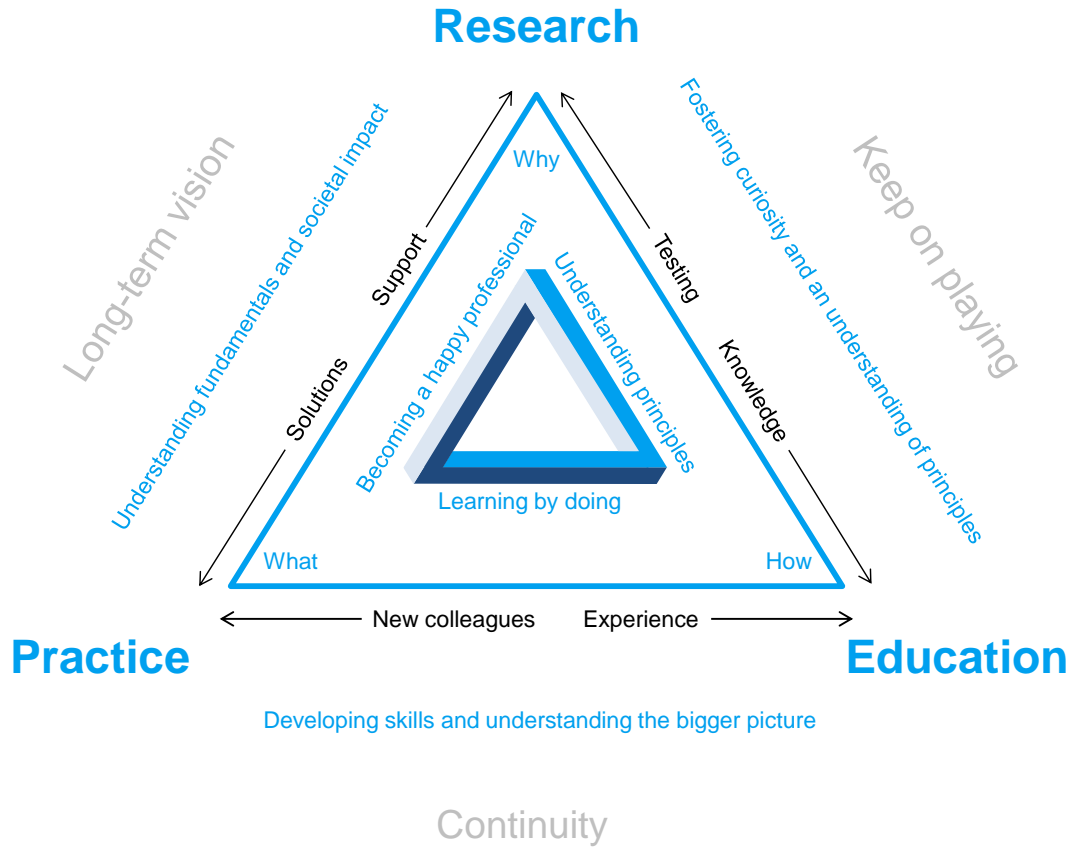 Research
Long-term vision
Understanding fundamentals and societal impact
Support
Solutions
Why
Becoming a happy professional
Understanding principles
Learning by doing
Testing
Knowledge
Fostering curiosity and an understanding of principles
Keep on playing
What
How
New colleagues
Experience
Practice
Education
Developing skills and understanding the bigger picture
Continuity